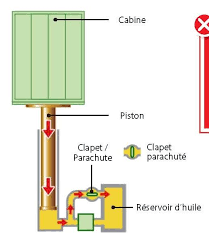 Cabine
Piston
Clapet /
Parachute
Clapet
parachuté
Réservoir d'huile